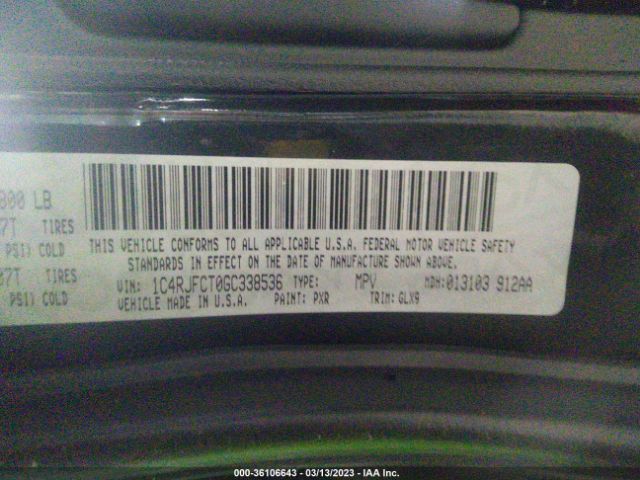 800 LB
7T TIRES
PSI) COLD
07T TIRES
PSI) COLD
THIS VEHICLE CONFORMS TO ALL APPLICABLE U.S.A. FEDERAL MOTOR VEHICLE SAFETY
STANDARDS IN EFFECT ON THE DATE OF MANUFACTURE SHOWN ABOVE.
VIN: 1C4RJFCT0GC338536 TYPE: MPV MDH: 013103 912AA
VEHICLE MADE IN U.S.A. PAINT: PXR TRIM: GLX9
000-36106643 - 03/13/2023 - IAA Inc.